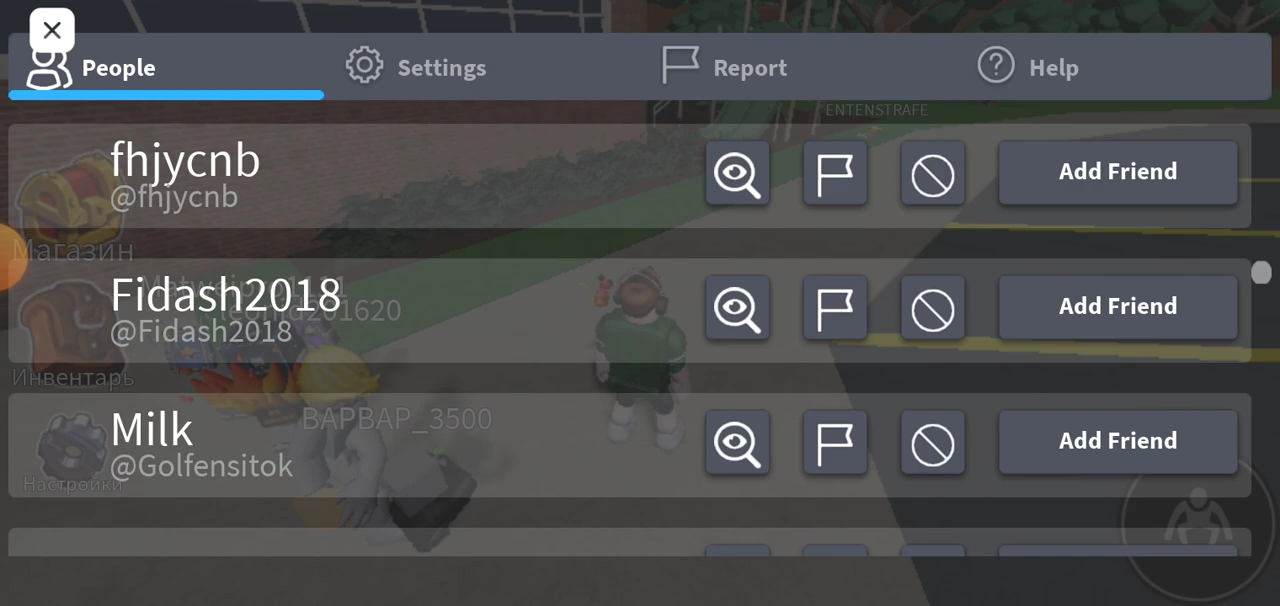 People
Settings
Report
Help
ENTENSTRAFE
fhjycnb
@fhjycnb
Add Friend
Магазин
Fidash2018
@Fidash2018
Add Friend
Инвентарь
BAPBAP_3500
Milk
@Golfensitok
Add Friend
Настройки